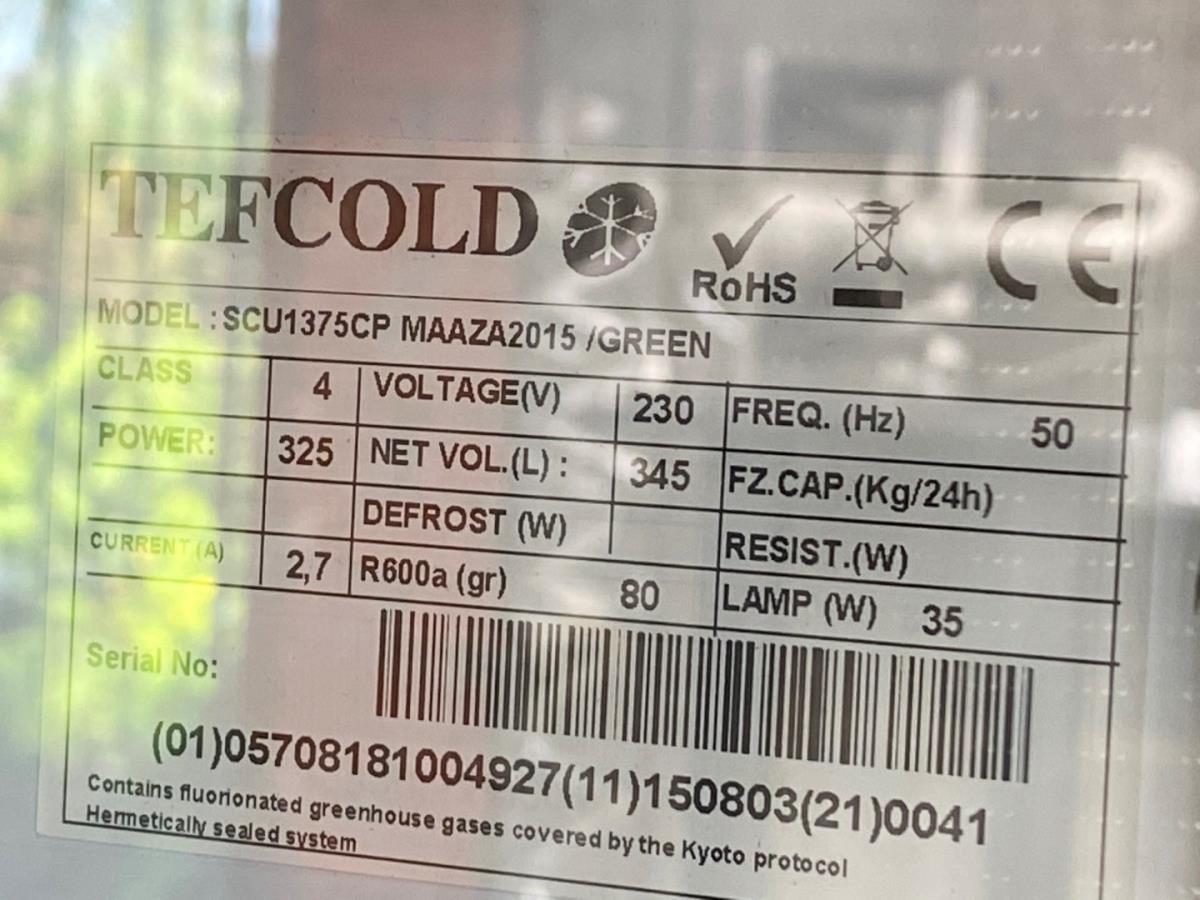 TEFCOLD
RoHS
CE
MODEL :SCU1375CP MAAZA2015 /GREEN
CLASS 4 VOLTAGE(V) 230 FREQ. (Hz) 50
POWER: 325 NET VOL.(L) : 345 FZ.CAP.(Kg/24h)
DEFROST (W) RESIST.(W)
CURRENT (A) 2,7 R600a (gr) 80 LAMP (W) 35
Serial No:
(01)05708181004927(11)150803(21)0041
Contains fluorionated greenhouse gases covered by the Kyoto protocol
Hermetically sealed system